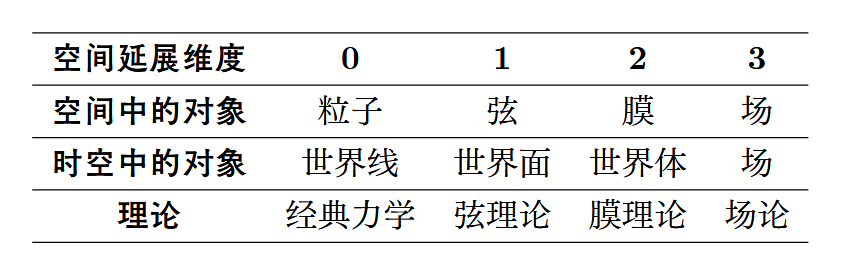 空间延展维度 0 1 2 3
空间中的对象 粒子 弦 膜 场
时空中的对象 世界线 世界面 世界体 场
理论 经典力学 弦理论 膜理论 场论